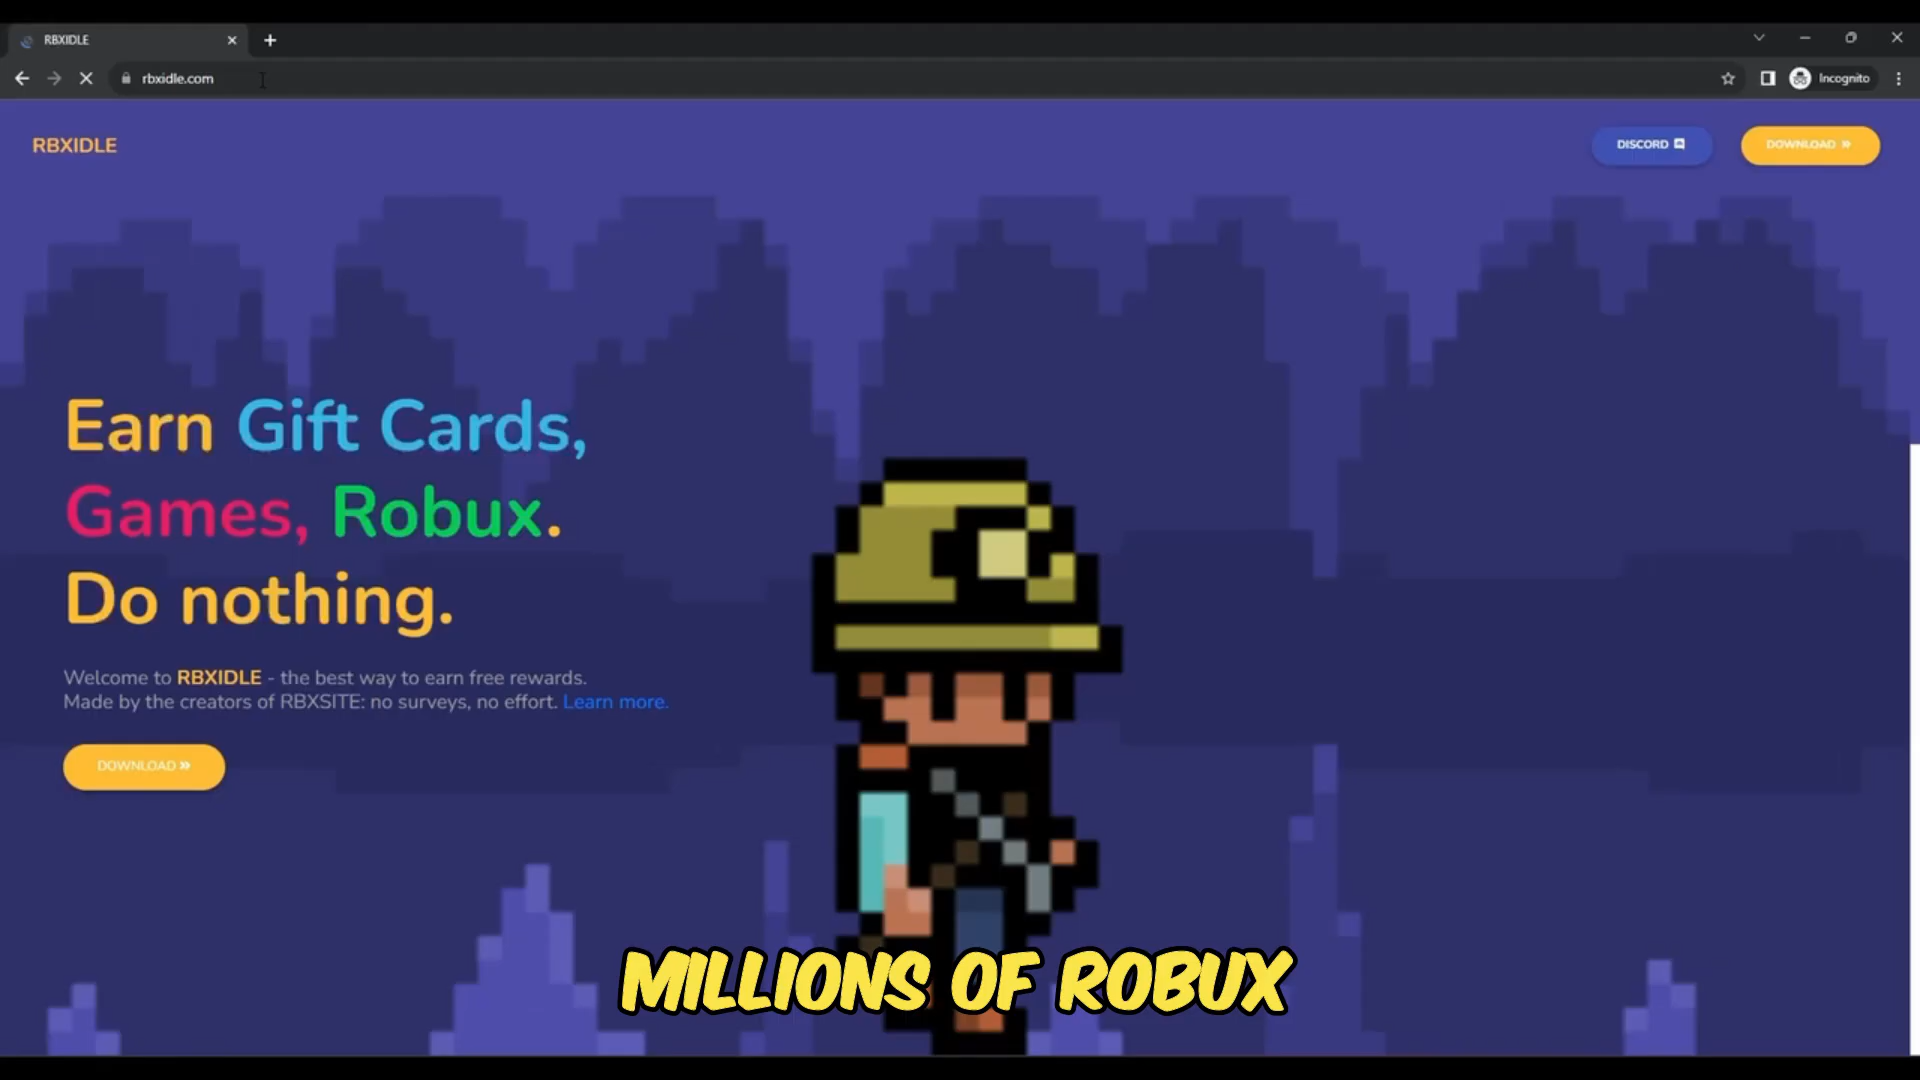 RBXIDLE
rbxidle.com
Incognito
RBXIDLE
DISCORD
DOWNLOAD »
Earn Gift Cards,
Games, Robux.
Do nothing.
Welcome to RBXIDLE - the best way to earn free rewards.
Made by the creators of RBXSITE: no surveys, no effort. Learn more.
DOWNLOAD »
MILLIONS OF ROBUX